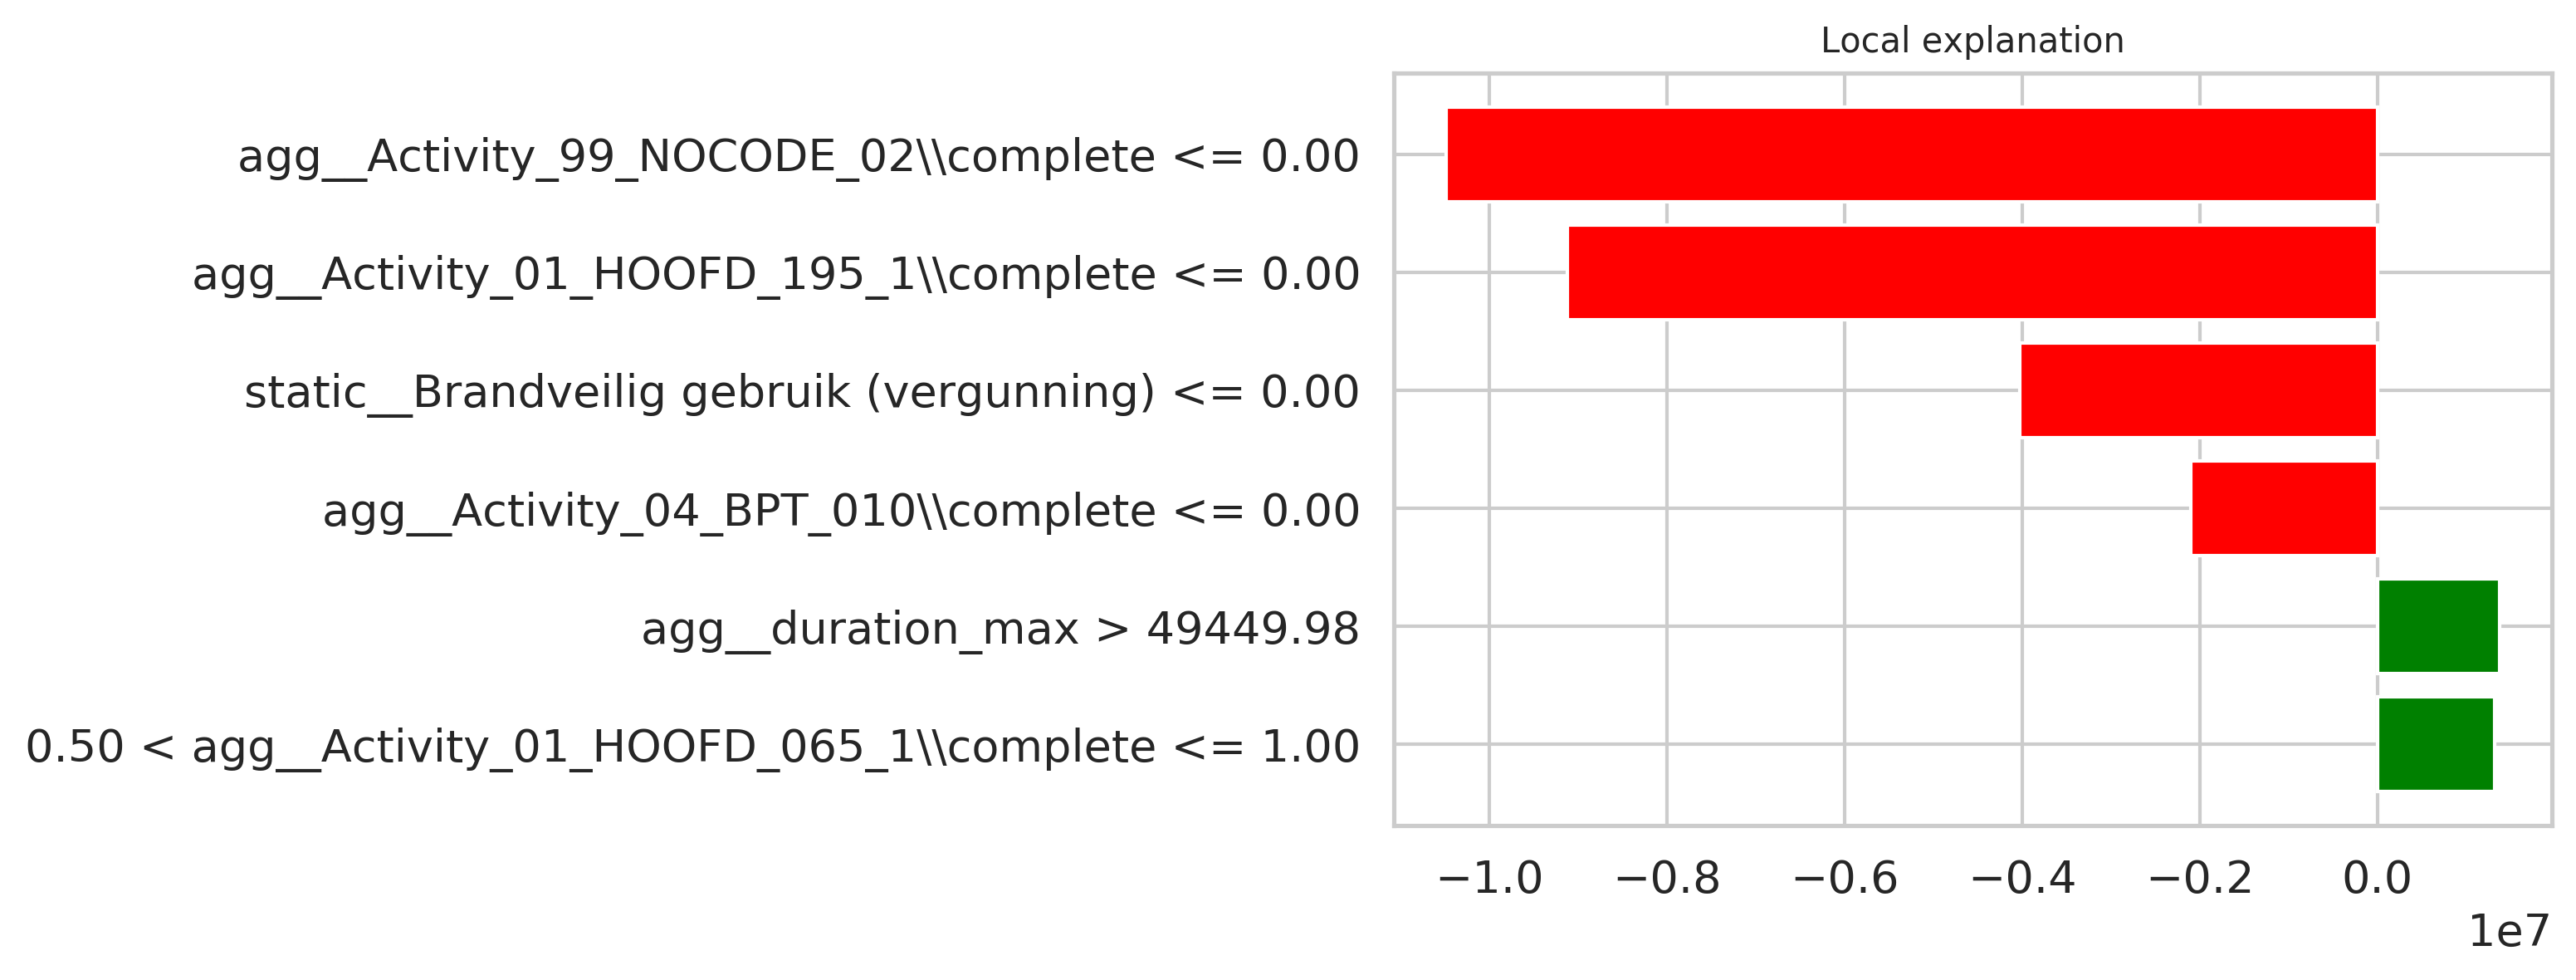 Local explanation
agg__Activity_99_NOCODE_02\\complete <= 0.00
agg__Activity_01_HOOFD_195_1\\complete <= 0.00
static__Brandveilig gebruik (vergunning) <= 0.00
agg__Activity_04_BPT_010\\complete <= 0.00
agg__duration_max > 49449.98
0.50 < agg__Activity_01_HOOFD_065_1\\complete <= 1.00
−1.0 −0.8 −0.6 −0.4 −0.2 0.0
1e7